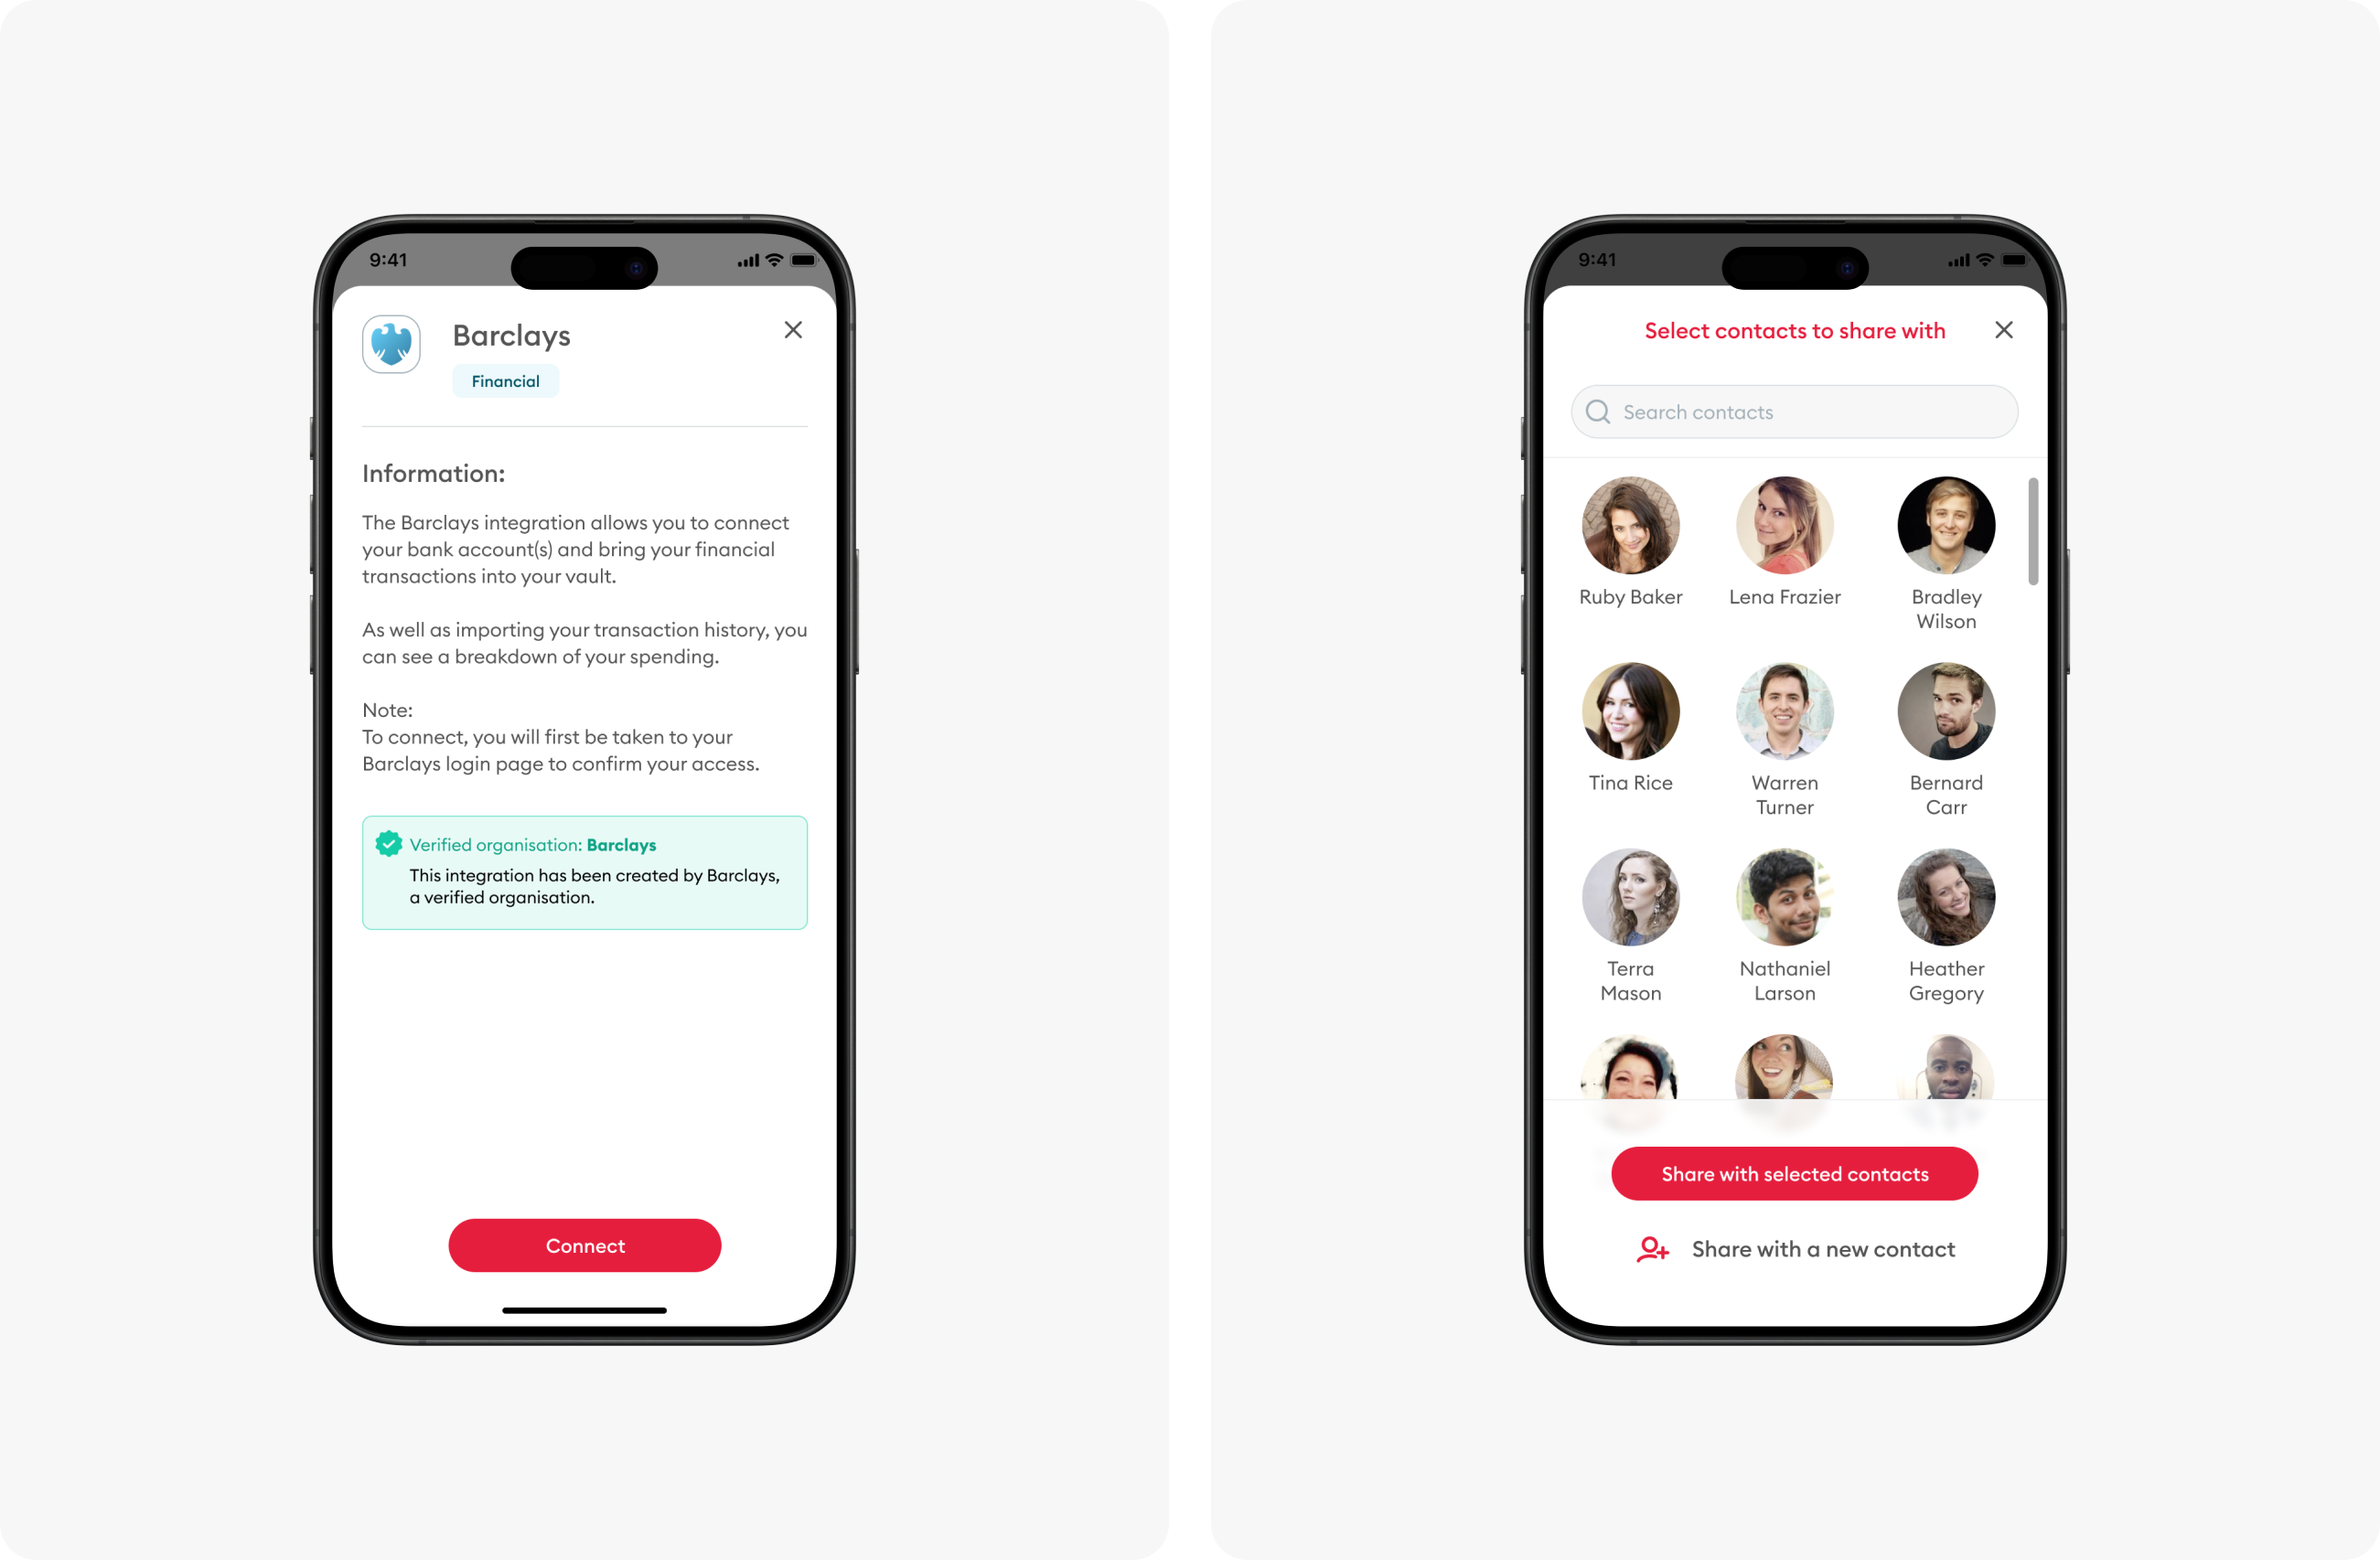 9:41
Barclays
Financial
Information:
The Barclays integration allows you to connect
your bank account(s) and bring your financial
transactions into your vault.
As well as importing your transaction history, you
can see a breakdown of your spending.
Note:
To connect, you will first be taken to your
Barclays login page to confirm your access.
Verified organisation: Barclays
This integration has been created by Barclays,
a verified organisation.
Connect
9:41
Select contacts to share with
Search contacts
Ruby Baker
Lena Frazier
Bradley
Wilson
Tina Rice
Warren
Turner
Bernard
Carr
Terra
Mason
Nathaniel
Larson
Heather
Gregory
Share with selected contacts
Share with a new contact